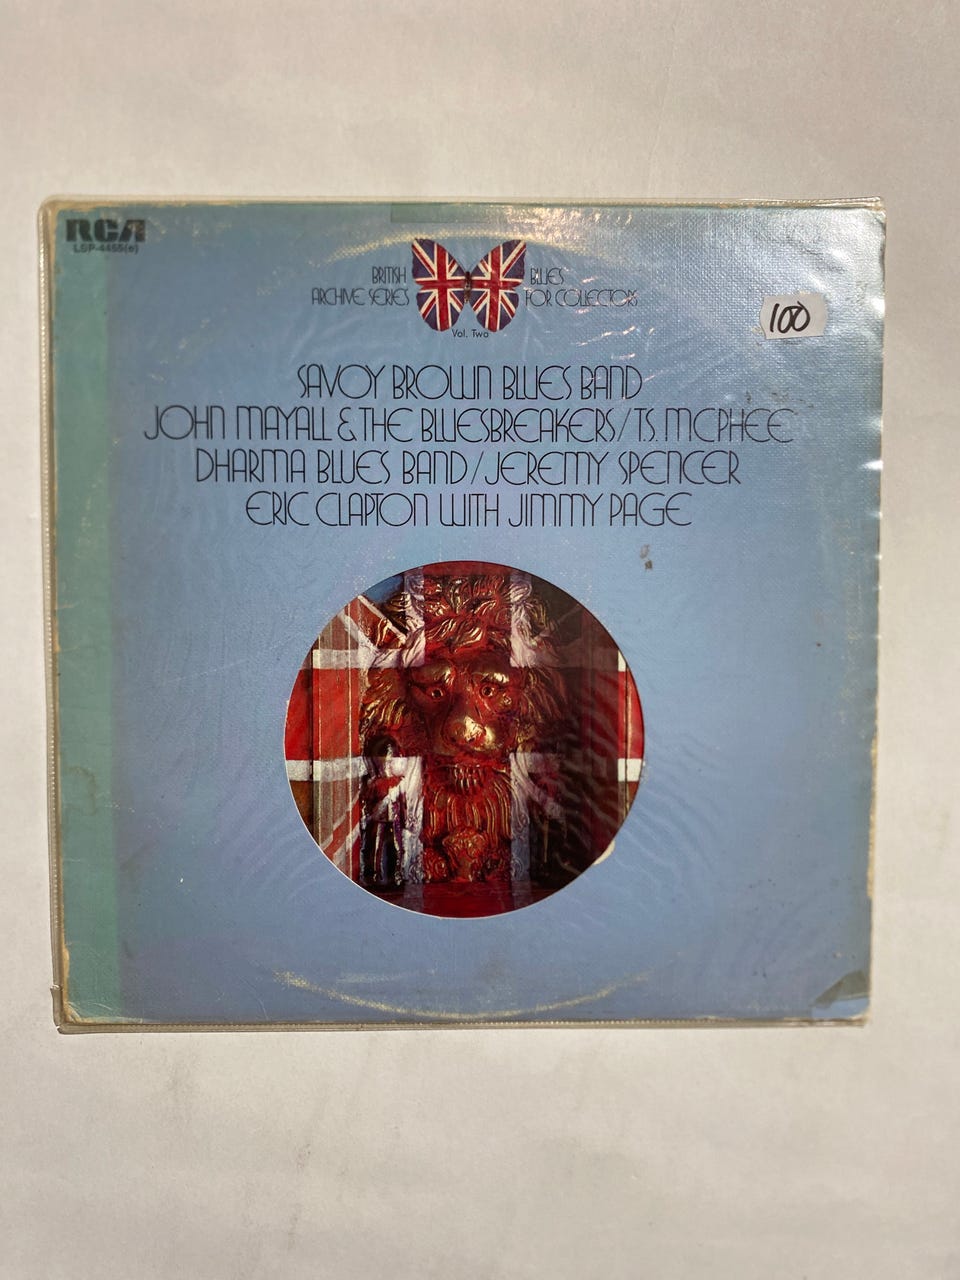 RCA
LSP-4455(e)
BRITISH BLUES
ARCHIVE SERIES FOR COLLECTORS
Vol. Two
100
SAVOY BROWN BLUES BAND
JOHN MAYALL & THE BLUESBREAKERS/T.S. MCPHEE
DHARMA BLUES BAND/JEREMY SPENCER
ERIC CLAPTON WITH JIMMY PAGE